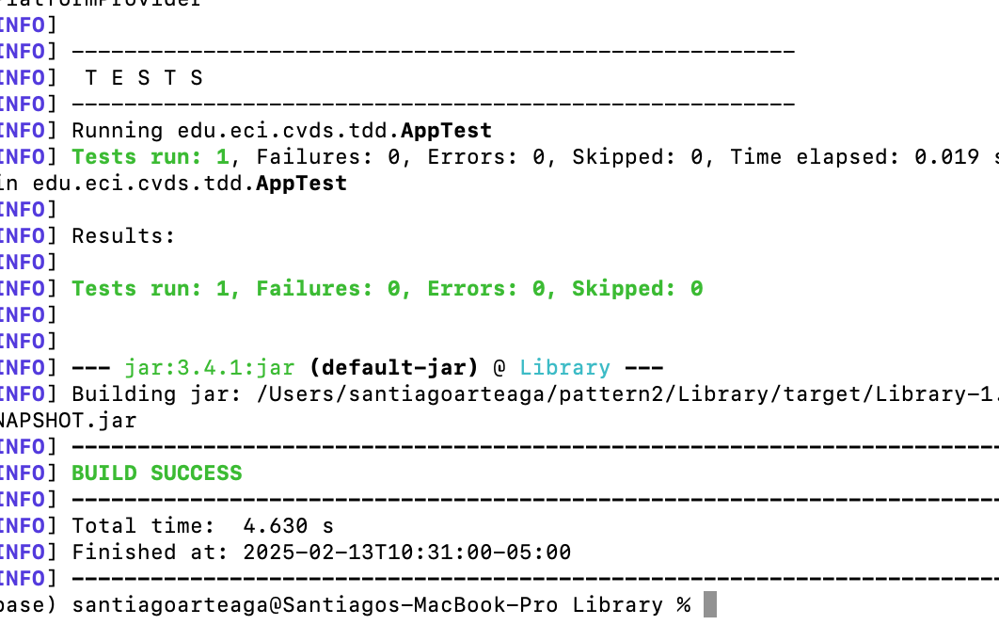 PlatformProvider
INFO]
INFO] ------------------------------------------------------
INFO]  T E S T S
INFO] ------------------------------------------------------
INFO] Running edu.eci.cvds.tdd.AppTest
INFO] Tests run: 1, Failures: 0, Errors: 0, Skipped: 0, Time elapsed: 0.019 s
in edu.eci.cvds.tdd.AppTest
INFO]
INFO] Results:
INFO]
INFO] Tests run: 1, Failures: 0, Errors: 0, Skipped: 0
INFO]
INFO]
INFO] --- jar:3.4.1:jar (default-jar) @ Library ---
INFO] Building jar: /Users/santiagoarteaga/pattern2/Library/target/Library-1.
NAPSHOT.jar
INFO] ------------------------------------------------------------------------
INFO] BUILD SUCCESS
INFO] ------------------------------------------------------------------------
INFO] Total time:  4.630 s
INFO] Finished at: 2025-02-13T10:31:00-05:00
INFO] ------------------------------------------------------------------------
base) santiagoarteaga@Santiagos-MacBook-Pro Library %